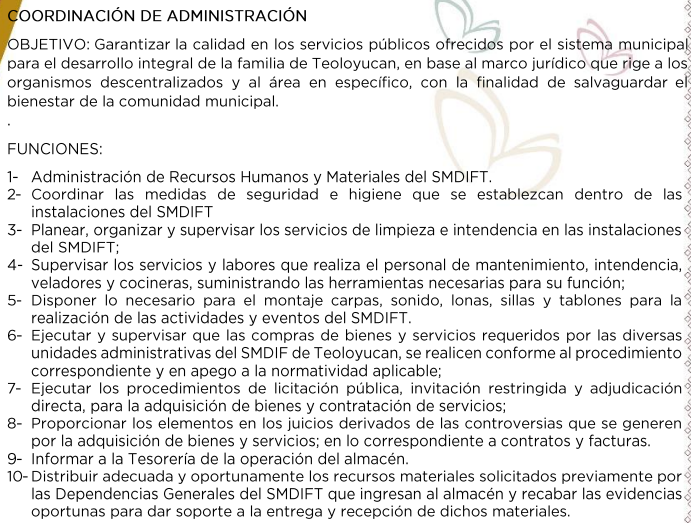 COORDINACIÓN DE ADMINISTRACIÓN
OBJETIVO: Garantizar la calidad en los servicios públicos ofrecidos por el sistema municipal
para el desarrollo integral de la familia de Teoloyucan, en base al marco jurídico que rige a los
organismos descentralizados y al área en específico, con la finalidad de salvaguardar el
bienestar de la comunidad municipal.
.
FUNCIONES:
1- Administración de Recursos Humanos y Materiales del SMDIFT.
2- Coordinar las medidas de seguridad e higiene que se establezcan dentro de las
instalaciones del SMDIFT
3- Planear, organizar y supervisar los servicios de limpieza e intendencia en las instalaciones
del SMDIFT;
4- Supervisar los servicios y labores que realiza el personal de mantenimiento, intendencia,
veladores y cocineras, suministrando las herramientas necesarias para su función;
5- Disponer lo necesario para el montaje carpas, sonido, lonas, sillas y tablones para la
realización de las actividades y eventos del SMDIFT.
6- Ejecutar y supervisar que las compras de bienes y servicios requeridos por las diversas
unidades administrativas del SMDIF de Teoloyucan, se realicen conforme al procedimiento
correspondiente y en apego a la normatividad aplicable;
7- Ejecutar los procedimientos de licitación pública, invitación restringida y adjudicación
directa, para la adquisición de bienes y contratación de servicios;
8- Proporcionar los elementos en los juicios derivados de las controversias que se generen
por la adquisición de bienes y servicios; en lo correspondiente a contratos y facturas.
9- Informar a la Tesorería de la operación del almacén.
10- Distribuir adecuada y oportunamente los recursos materiales solicitados previamente por
las Dependencias Generales del SMDIFT que ingresan al almacén y recabar las evidencias
oportunas para dar soporte a la entrega y recepción de dichos materiales.